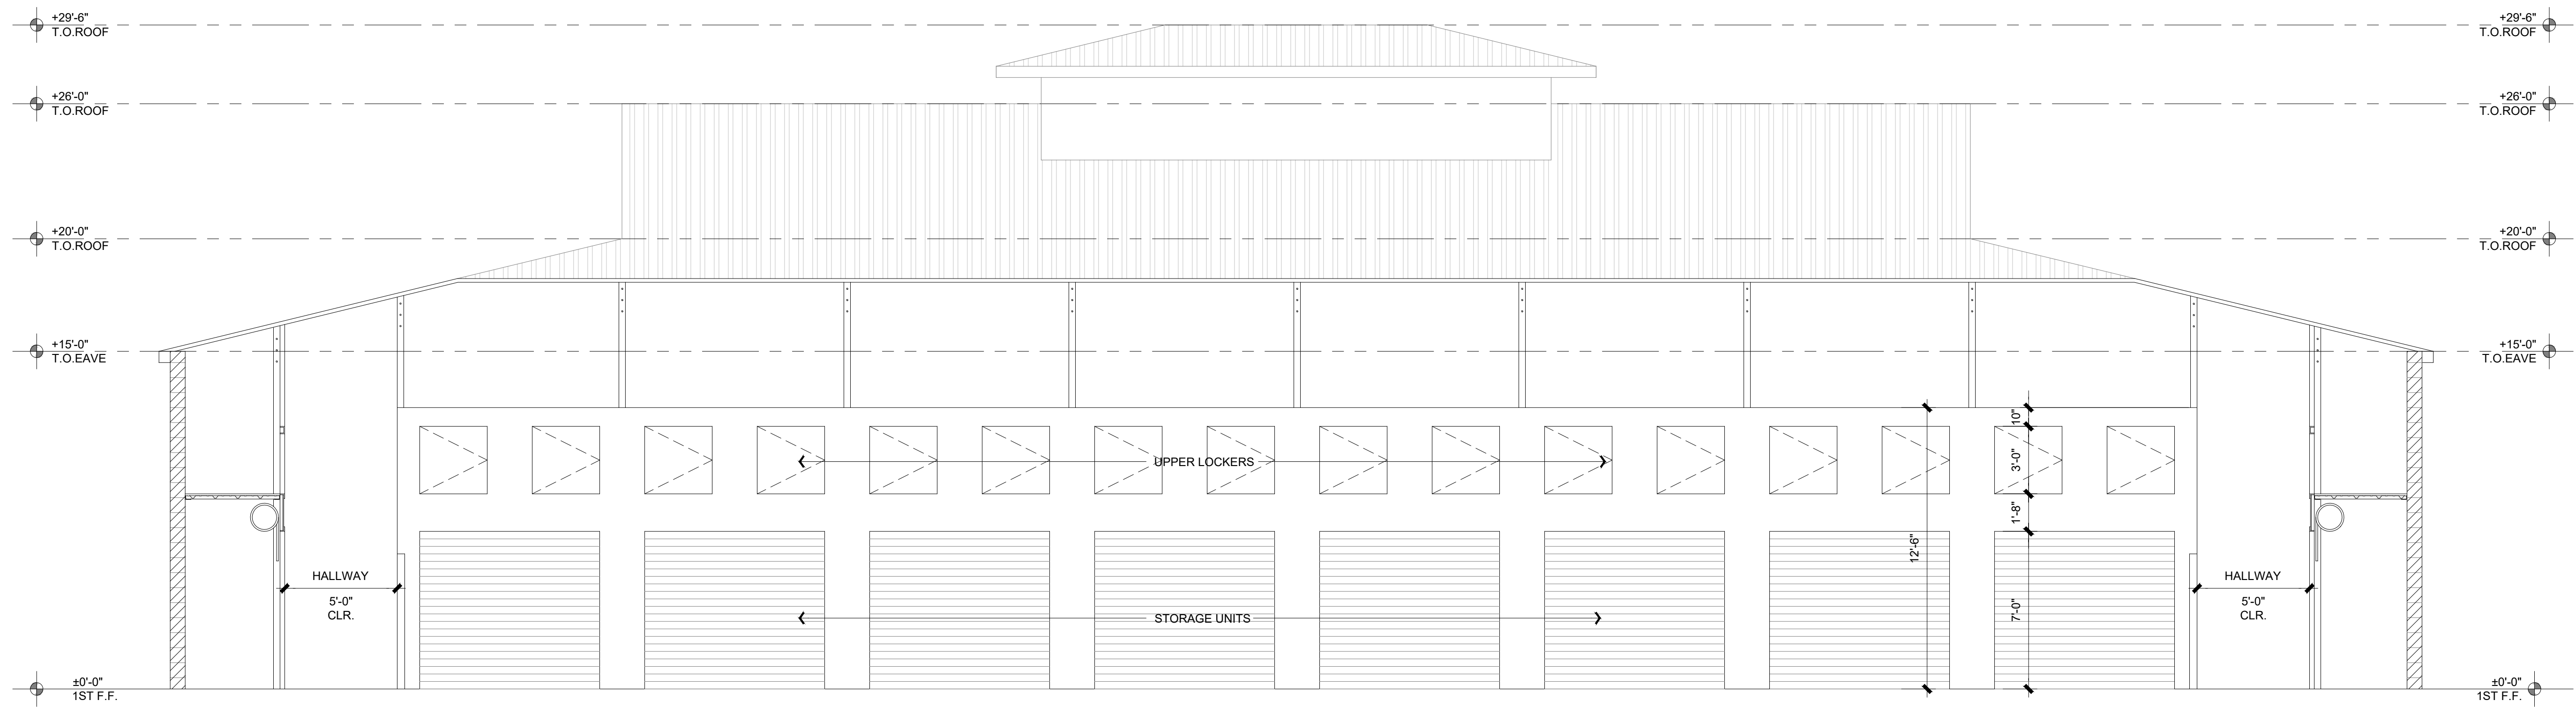 +29'-6" +29'-6"
T.O.ROOF T.O.ROOF
+26'-0" +26'-0"
T.O.ROOF T.O.ROOF
+20'-0" +20'-0"
T.O.ROOF T.O.ROOF
+15'-0" +15'-0"
T.O.EAVE T.O.EAVE
10"
UPPER LOCKERS
3'-0"
1'-8"
12'-6"
HALLWAY HALLWAY
5'-0" 5'-0"
CLR. CLR.
7'-0"
STORAGE UNITS
±0'-0" ±0'-0"
1ST F.F. 1ST F.F.